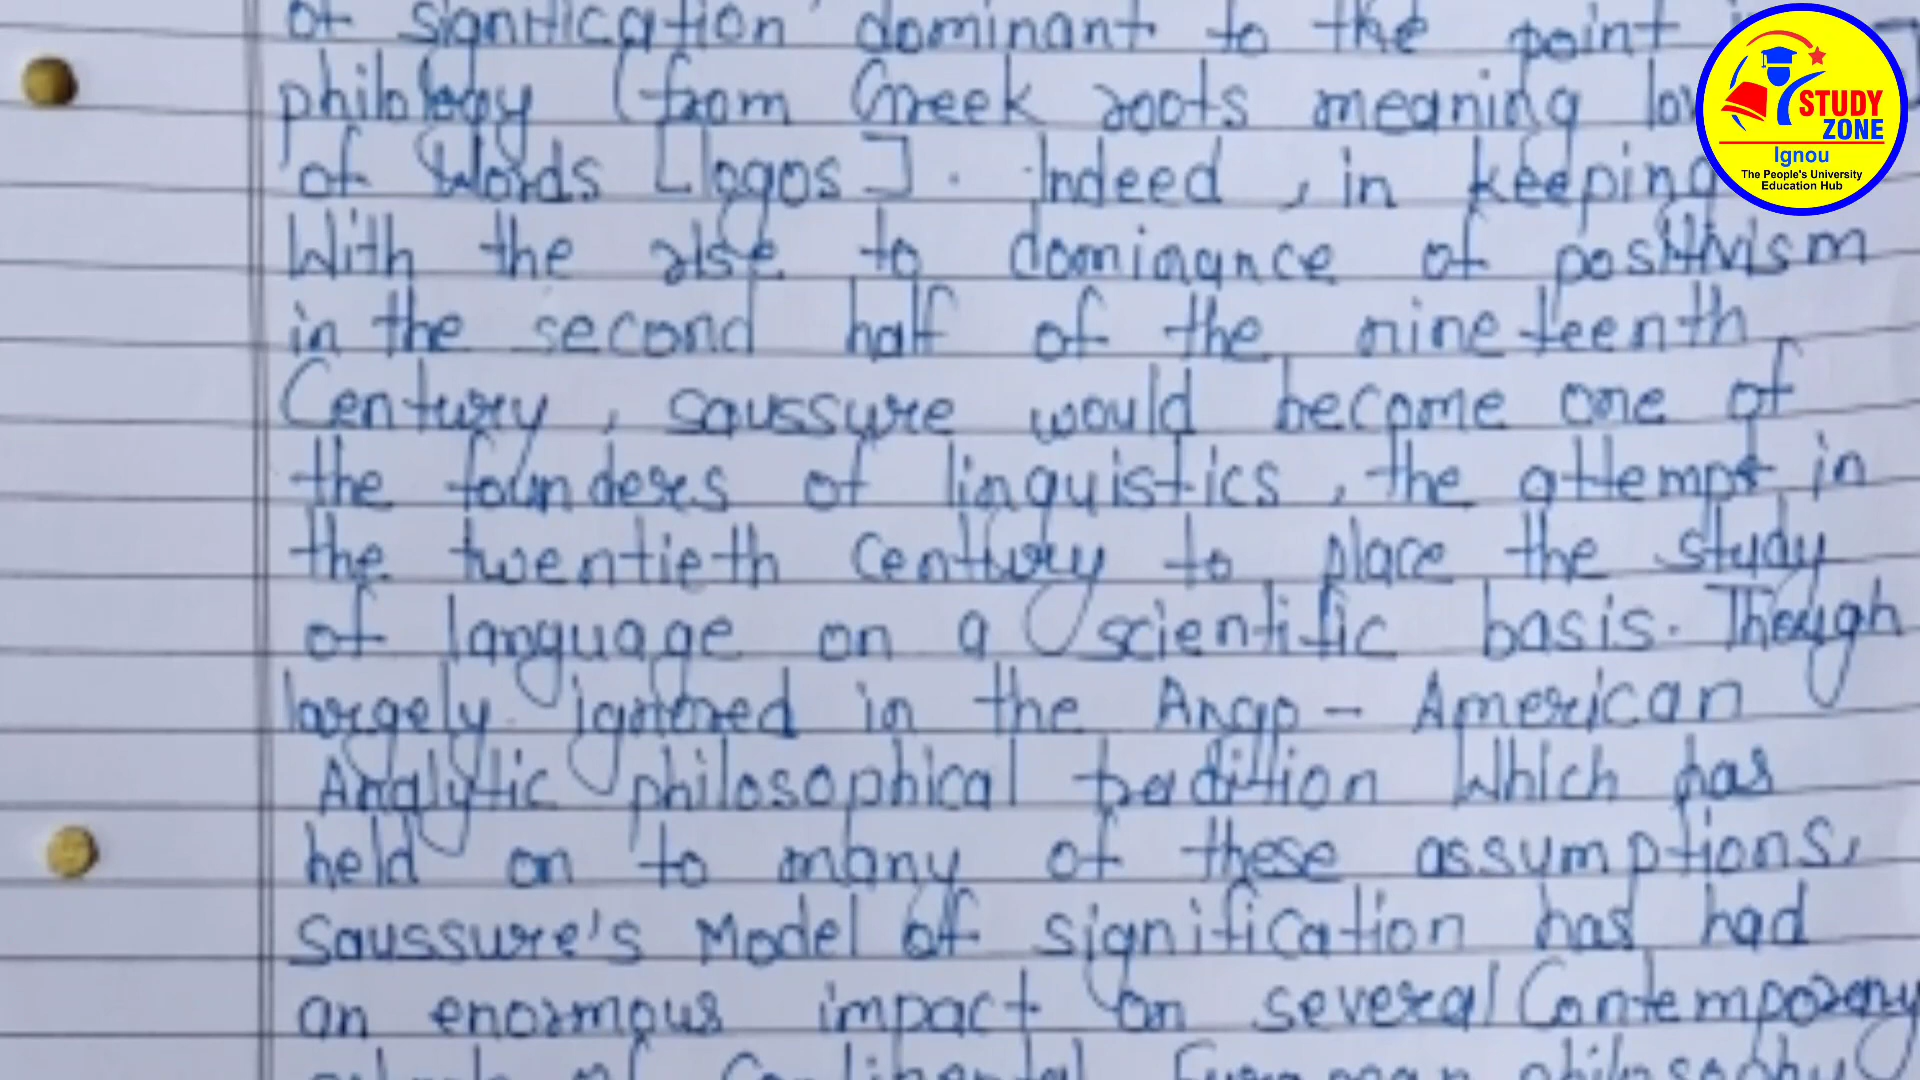 of signification dominant to the point in
philology (from Greek roots meaning lov
of Words [logos]. Indeed, in keeping
With the rise to dominance of positivism
in the second half of the nineteenth
Century, saussure would become one of
the founders of linguistics, the attempt in
the twentieth Century to place the study
of language on a scientific basis. Though
largely ignored in the Anglo - American
Analytic philosophical tradition Which has
held on to many of these assumptions,
Saussure's Model of signification has had
an enormous impact on several Contemporary
of Continental European philosophy
STUDY
ZONE
Ignou
The People's University
Education Hub